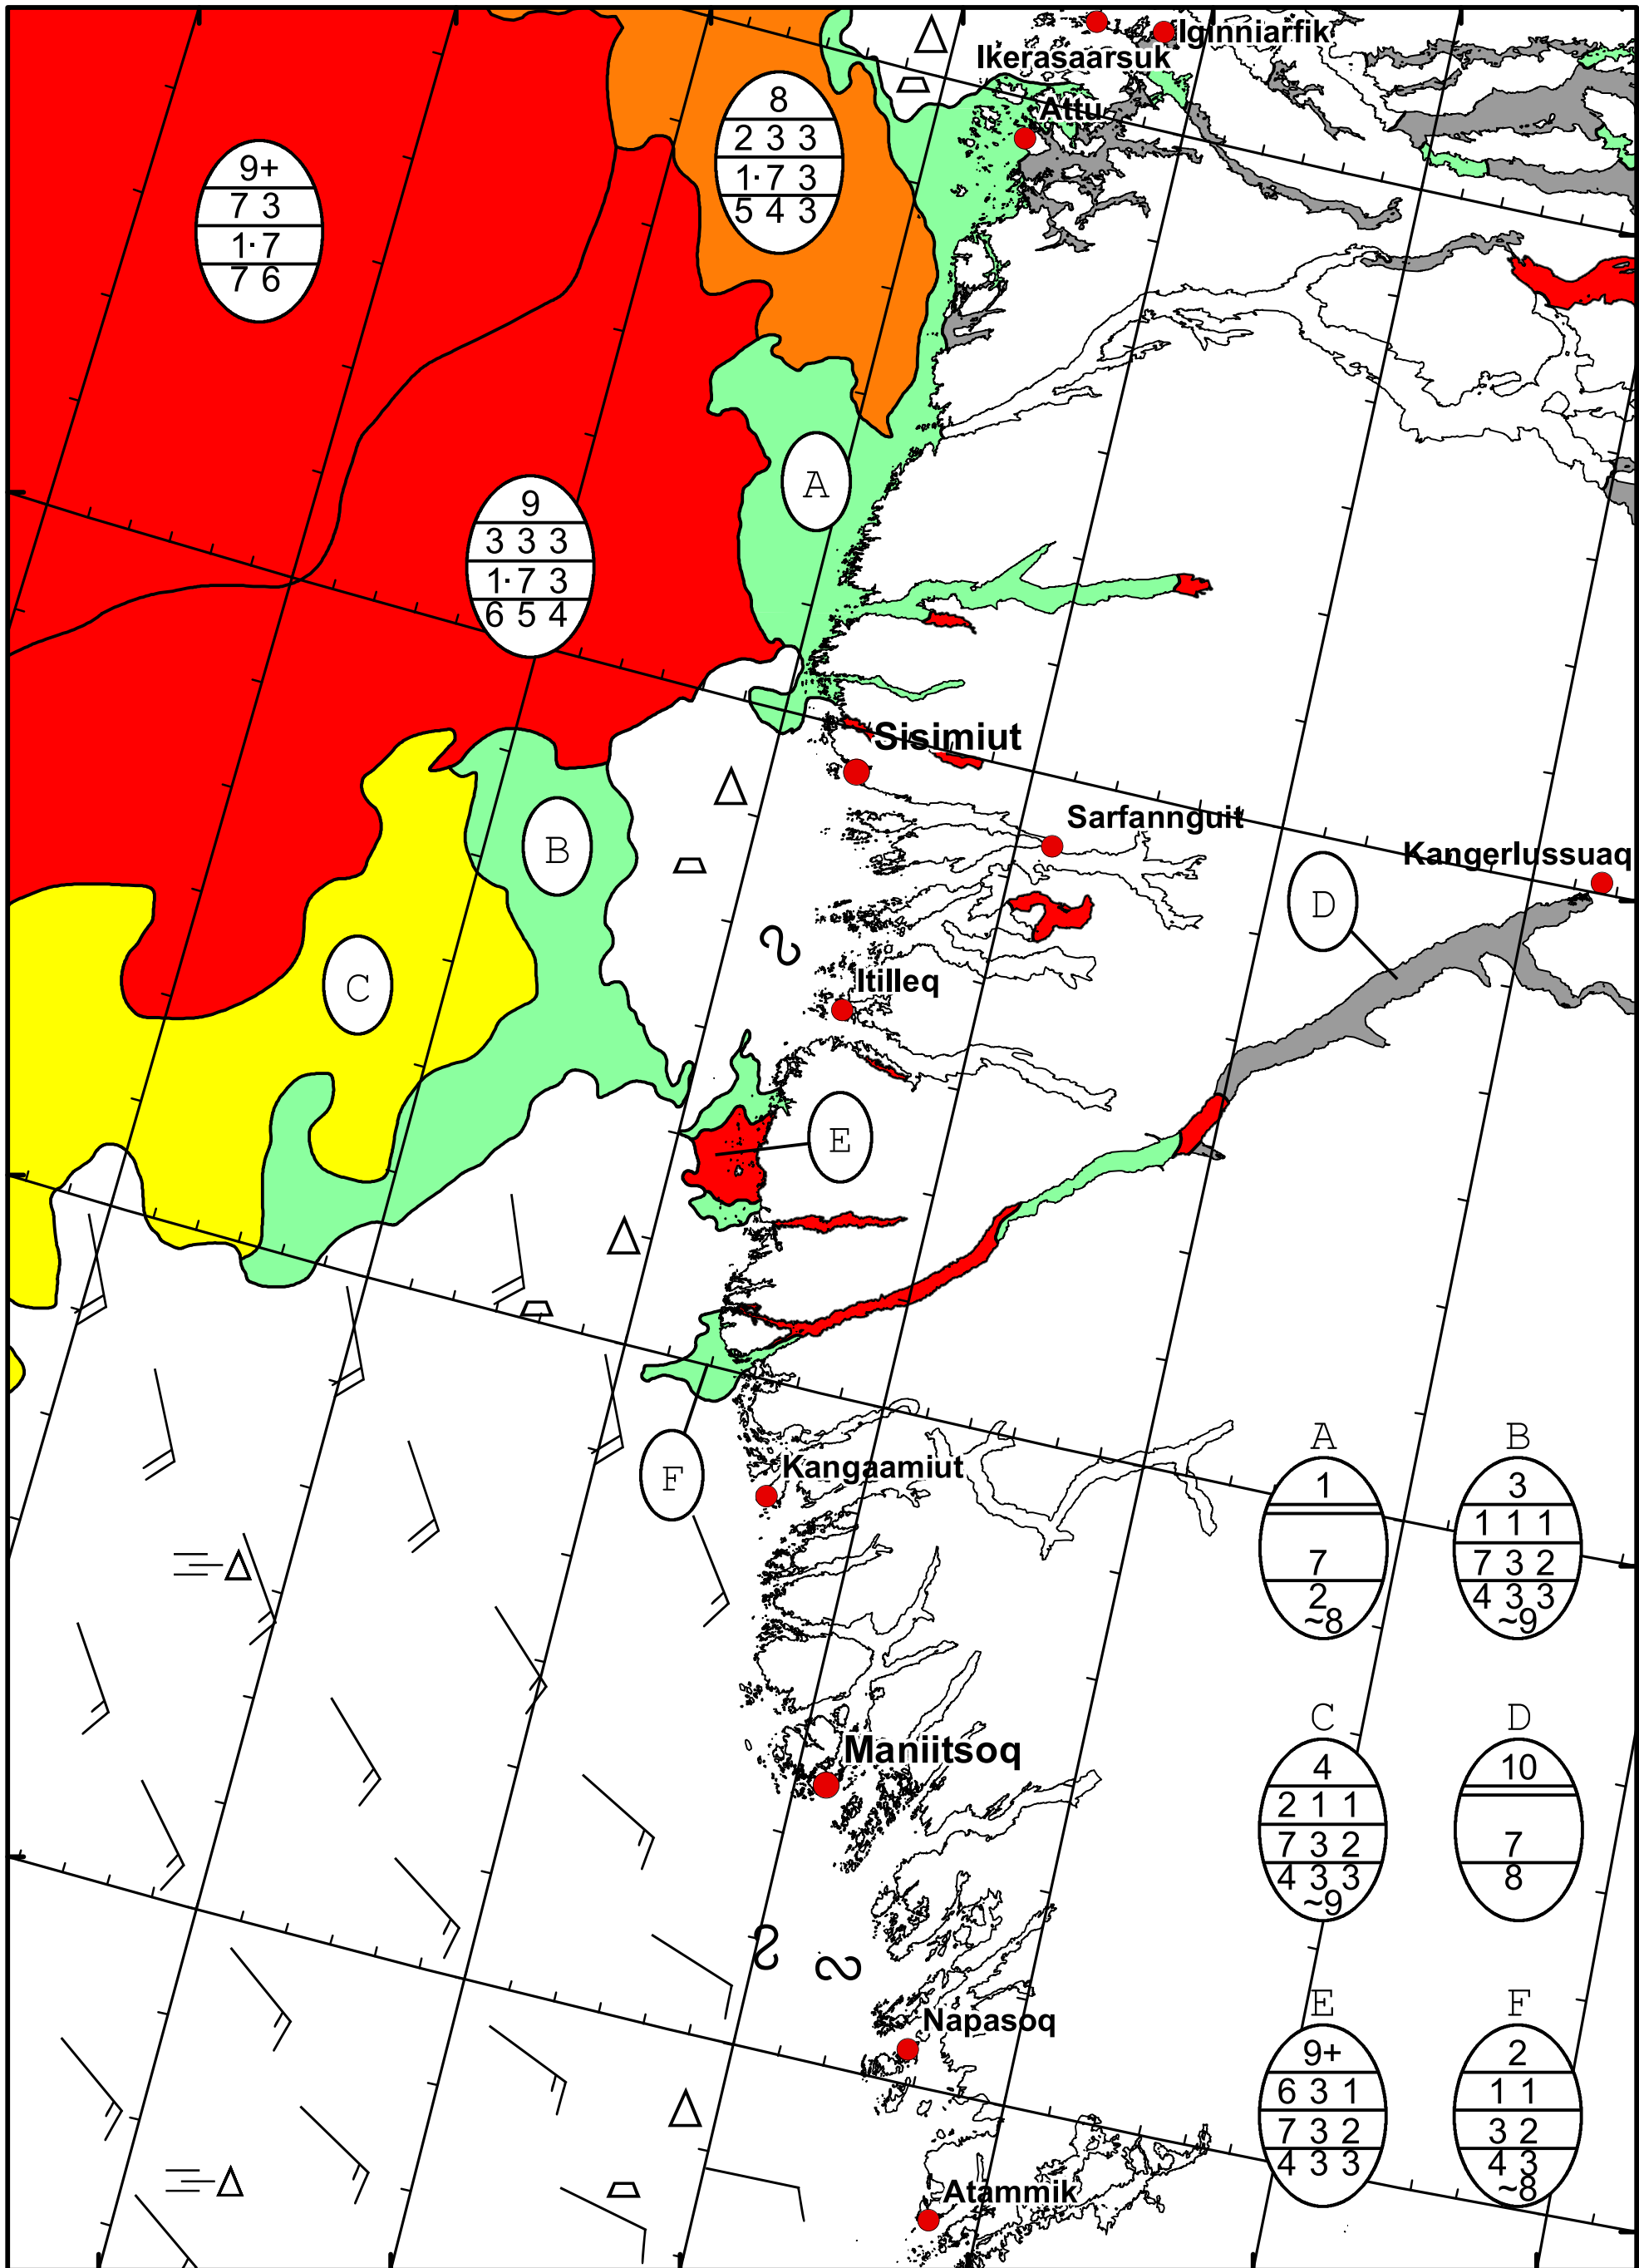 Iginniarfik
Ikerasaarsuk
Attu
8
2 3 3
1· 7 3
5 4 3
9+
7 3
1· 7
7 6
A
9
3 3 3
1· 7 3
6 5 4
Sisimiut
Sarfannguit
B
Kangerlussuaq
D
C
Itilleq
E
F
Kangaamiut
A
1
7
2
~8
B
3
1 1 1
7 3 2
4 3 3
~9
Maniitsoq
C
4
2 1 1
7 3 2
4 3 3
~9
D
10
7
8
Napasoq
E
9+
6 3 1
7 3 2
4 3 3
F
2
1 1
3 2
4 3
~8
Atammik